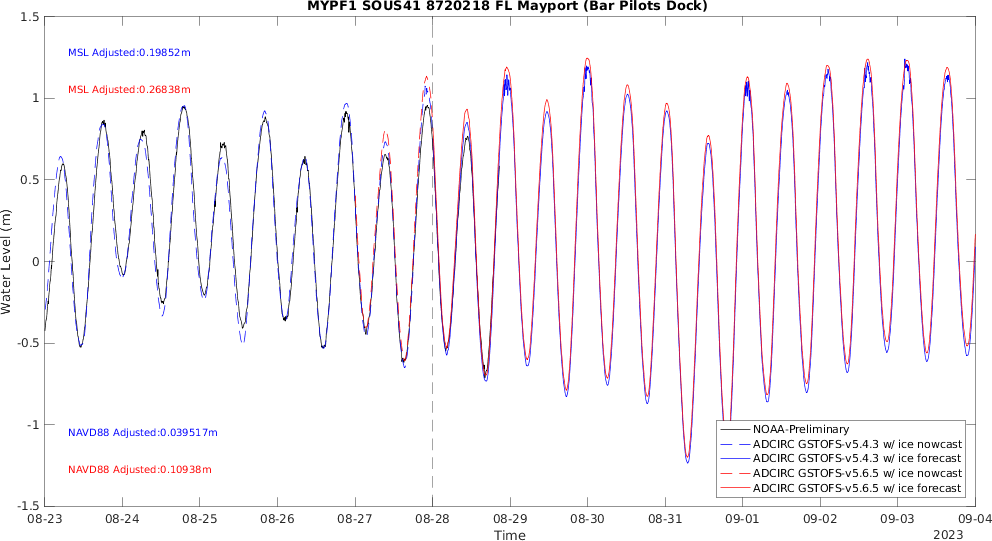 MYPF1 SOUS41 8720218 FL Mayport (Bar Pilots Dock)
1.5
1
0.5
0
-0.5
-1
-1.5
Water Level (m)
MSL Adjusted:0.19852m
MSL Adjusted:0.26838m
NAVD88 Adjusted:0.039517m
NAVD88 Adjusted:0.10938m
NOAA-Preliminary
ADCIRC GSTOFS-v5.4.3 w/ ice nowcast
ADCIRC GSTOFS-v5.4.3 w/ ice forecast
ADCIRC GSTOFS-v5.6.5 w/ ice nowcast
ADCIRC GSTOFS-v5.6.5 w/ ice forecast
08-23 08-24 08-25 08-26 08-27 08-28 08-29 08-30 08-31 09-01 09-02 09-03 09-04
Time
2023